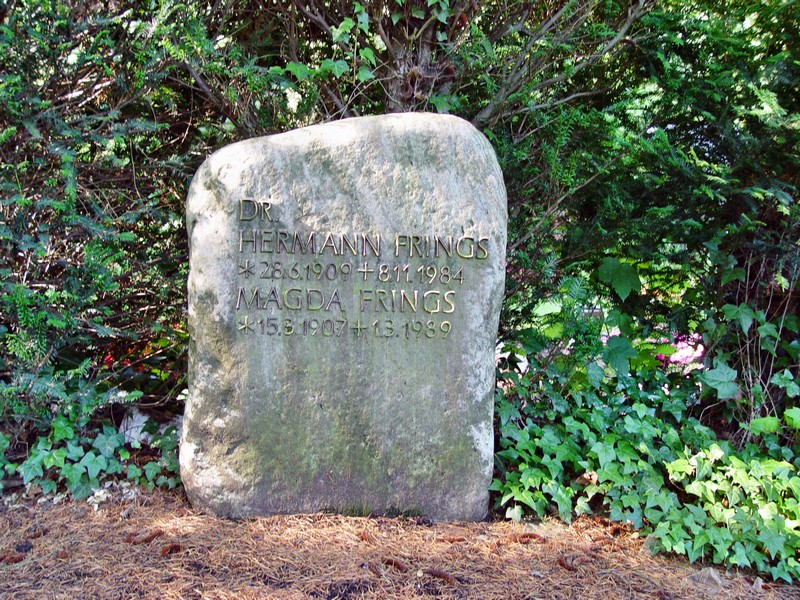 DR.
HERMANN FRINGS
* 28.6.1909 + 8.11.1984
MAGDA FRINGS
* 15.3.1907 + 1.3.1989